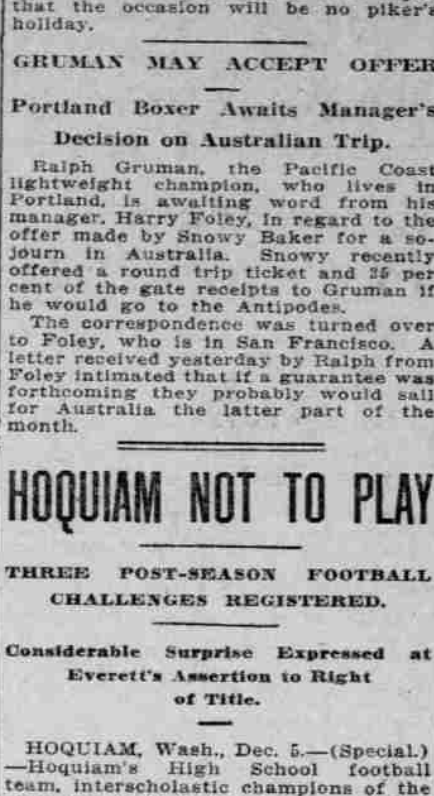 that the occasion will be no piker's
holiday.
GRUMAN MAY ACCEPT OFFER
Portland Boxer Awaits Manager's
Decision on Australian Trip.
Ralph Gruman, the Pacific Coast
lightweight champion, who lives in
Portland, is awaiting word from his
manager, Harry Foley, in regard to the
offer made by Snowy Baker for a so-
journ in Australia. Snowy recently
offered a round trip ticket and 25 per
cent of the gate receipts to Gruman if
he would go to the Antipodes.
The correspondence was turned over
to Foley, who is in San Francisco. A
letter received yesterday by Ralph from
Foley intimated that if a guarantee was
forthcoming they probably would sail
for Australia the latter part of the
month.
HOQUIAM NOT TO PLAY
THREE POST-SEASON FOOTBALL
CHALLENGES REGISTERED.
Considerable Surprise Expressed at
Everett's Assertion to Right
of Title.
HOQUIAM, Wash., Dec. 5.—(Special.)
—Hoquiam's High School football
team, interscholastic champions of the